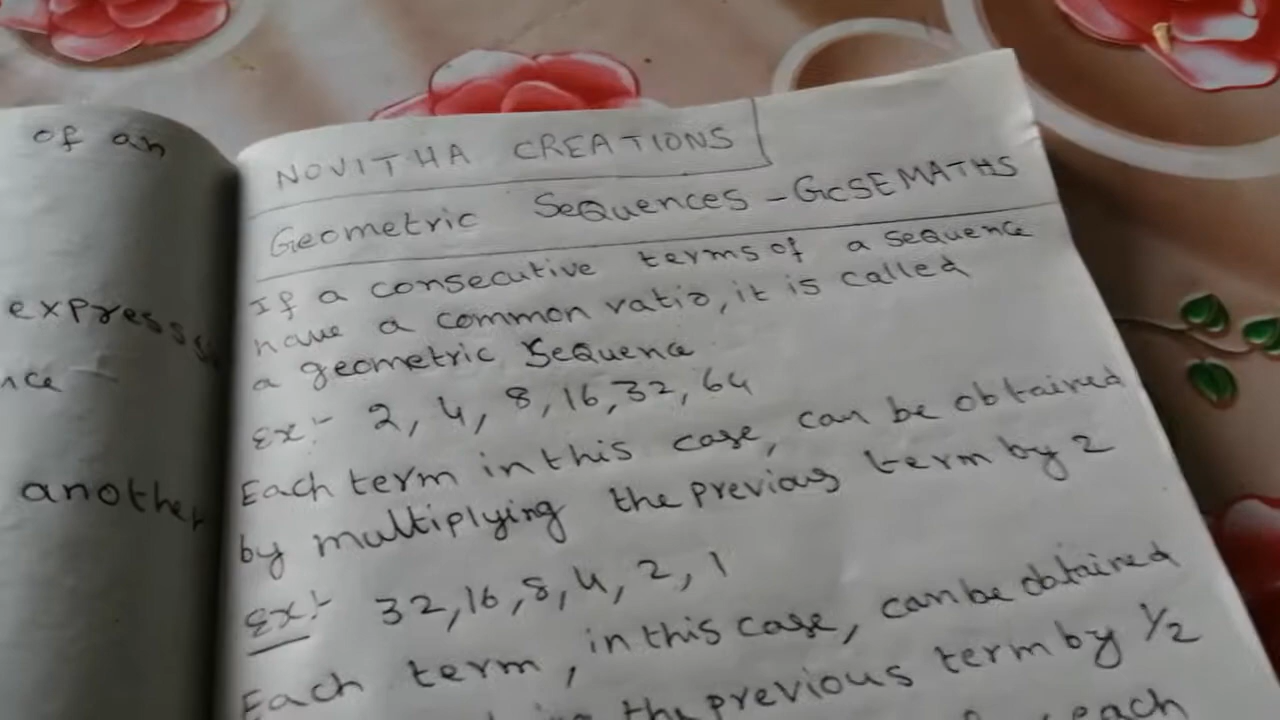 of an
express
nce
another
NOVITHA CREATIONS
Geometric Sequences - GCSE MATHS
If a consecutive terms of a sequence
have a common ratio, it is called
a geometric Sequence
Ex:- 2, 4, 8, 16, 32, 64
Each term in this case, can be obtained
by multiplying the previous term by 2
Ex:- 32, 16, 8, 4, 2, 1
Each term, in this case, can be obtained
the previous term by 1/2
each